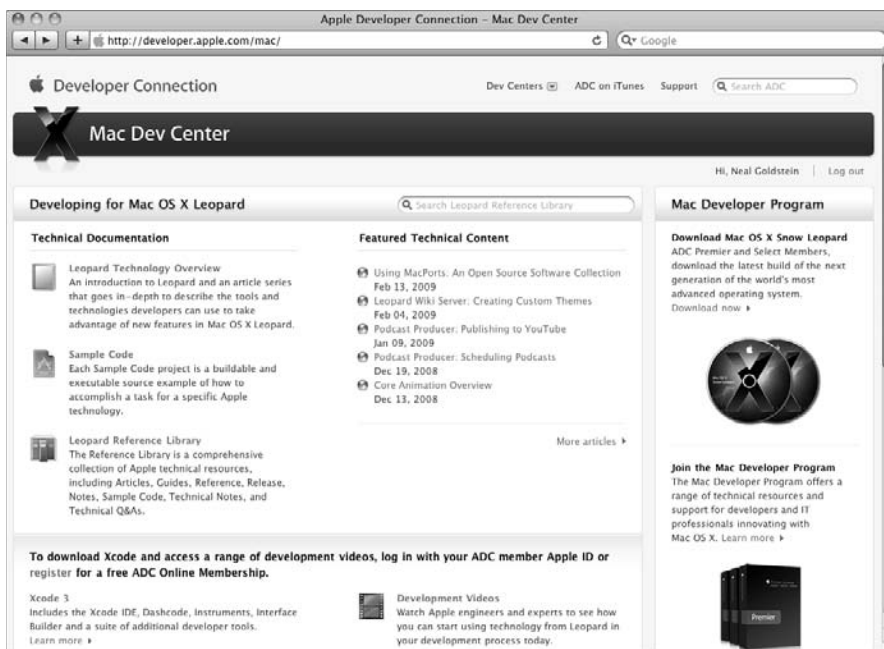 Apple Developer Connection – Mac Dev Center
http://developer.apple.com/mac/
Google
Developer Connection
Dev Centers
ADC on iTunes
Support
Search ADC
Mac Dev Center
Hi, Neal Goldstein | Log out
Developing for Mac OS X Leopard
Search Leopard Reference Library
Technical Documentation
Leopard Technology Overview
An introduction to Leopard and an article series
that goes in-depth to describe the tools and
technologies developers can use to take
advantage of new features in Mac OS X Leopard.
Sample Code
Each Sample Code project is a buildable and
executable source example of how to
accomplish a task for a specific Apple
technology.
Leopard Reference Library
The Reference Library is a comprehensive
collection of Apple technical resources,
including Articles, Guides, Reference, Release,
Notes, Sample Code, Technical Notes, and
Technical Q&As.
Featured Technical Content
Using MacPorts: An Open Source Software Collection
Feb 13, 2009
Leopard Wiki Server: Creating Custom Themes
Feb 04, 2009
Podcast Producer: Publishing to YouTube
Jan 09, 2009
Podcast Producer: Scheduling Podcasts
Dec 19, 2008
Core Animation Overview
Dec 13, 2008
More articles
Mac Developer Program
Download Mac OS X Snow Leopard
ADC Premier and Select Members,
download the latest build of the next
generation of the world's most
advanced operating system.
Download now
X
Join the Mac Developer Program
The Mac Developer Program offers a
range of technical resources and
support for developers and IT
professionals innovating with
Mac OS X. Learn more
Premier
To download Xcode and access a range of development videos, log in with your ADC member Apple ID or
register for a free ADC Online Membership.
Xcode 3
Includes the Xcode IDE, Dashcode, Instruments, Interface
Builder and a suite of additional developer tools.
Learn more
Development Videos
Watch Apple engineers and experts to see how
you can start using technology from Leopard in
your development process today.